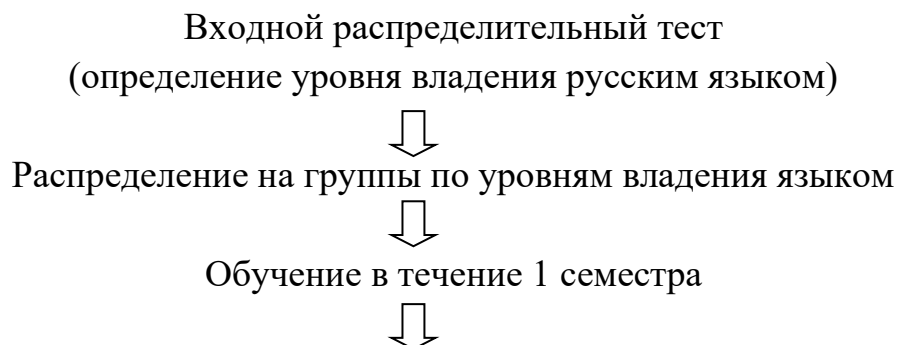 Входной распределительный тест
(определение уровня владения русским языком)
Распределение на группы по уровням владения языком
Обучение в течение 1 семестра